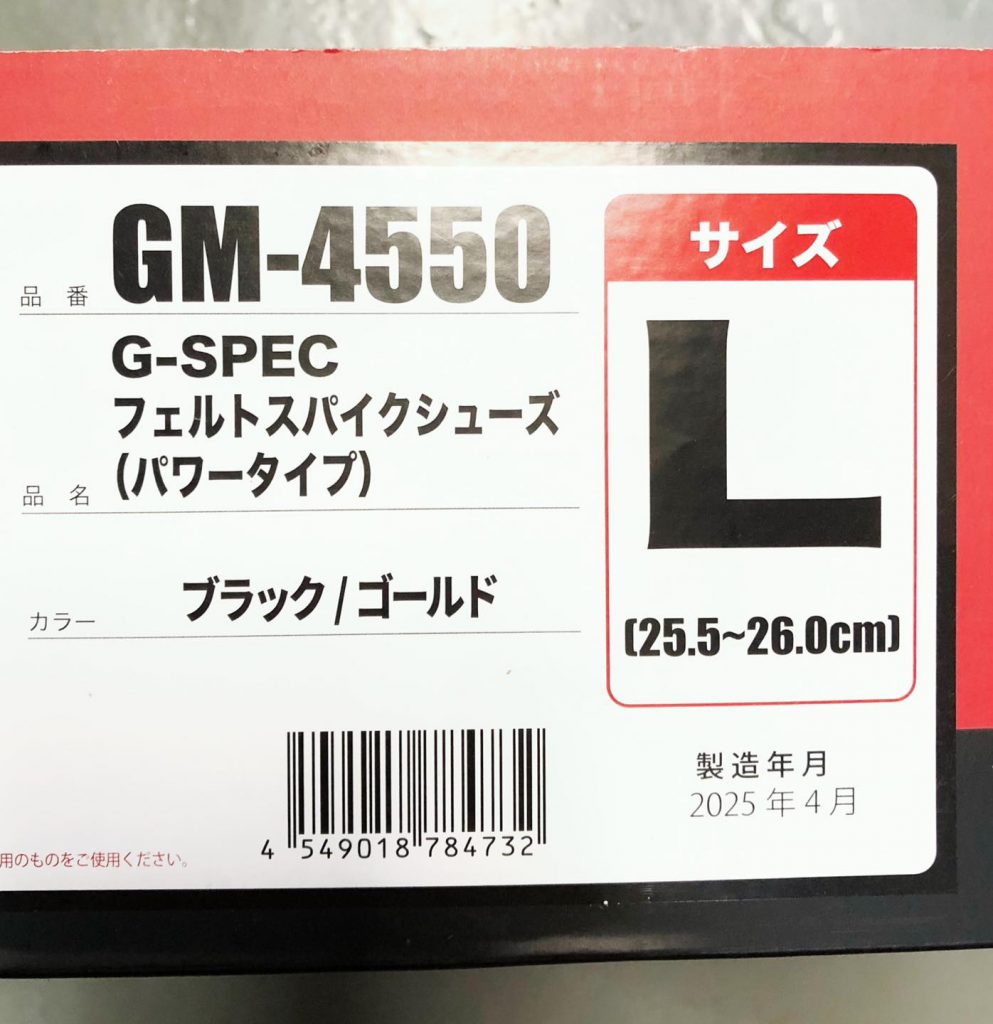 品番 GM-4550
G-SPEC
フェルトスパイクシューズ
品名 (パワータイプ)
カラー ブラック/ゴールド
サイズ
L
(25.5~26.0cm)
製造年月
2025年4月
4 549018 784732
用のものをご使用ください。